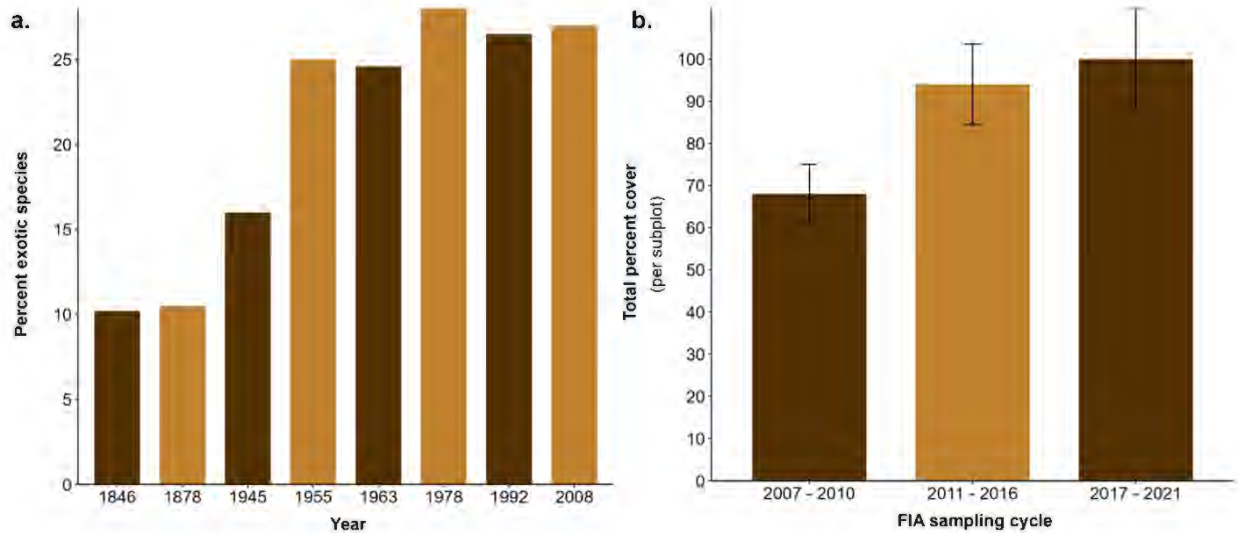 a.
Percent exotic species
25
20
15
10
5
0
1846 1878 1945 1955 1963 1978 1992 2008
Year
b.
Total percent cover
(per subplot)
100
90
80
70
60
50
40
30
20
10
0
2007 - 2010 2011 - 2016 2017 - 2021
FIA sampling cycle